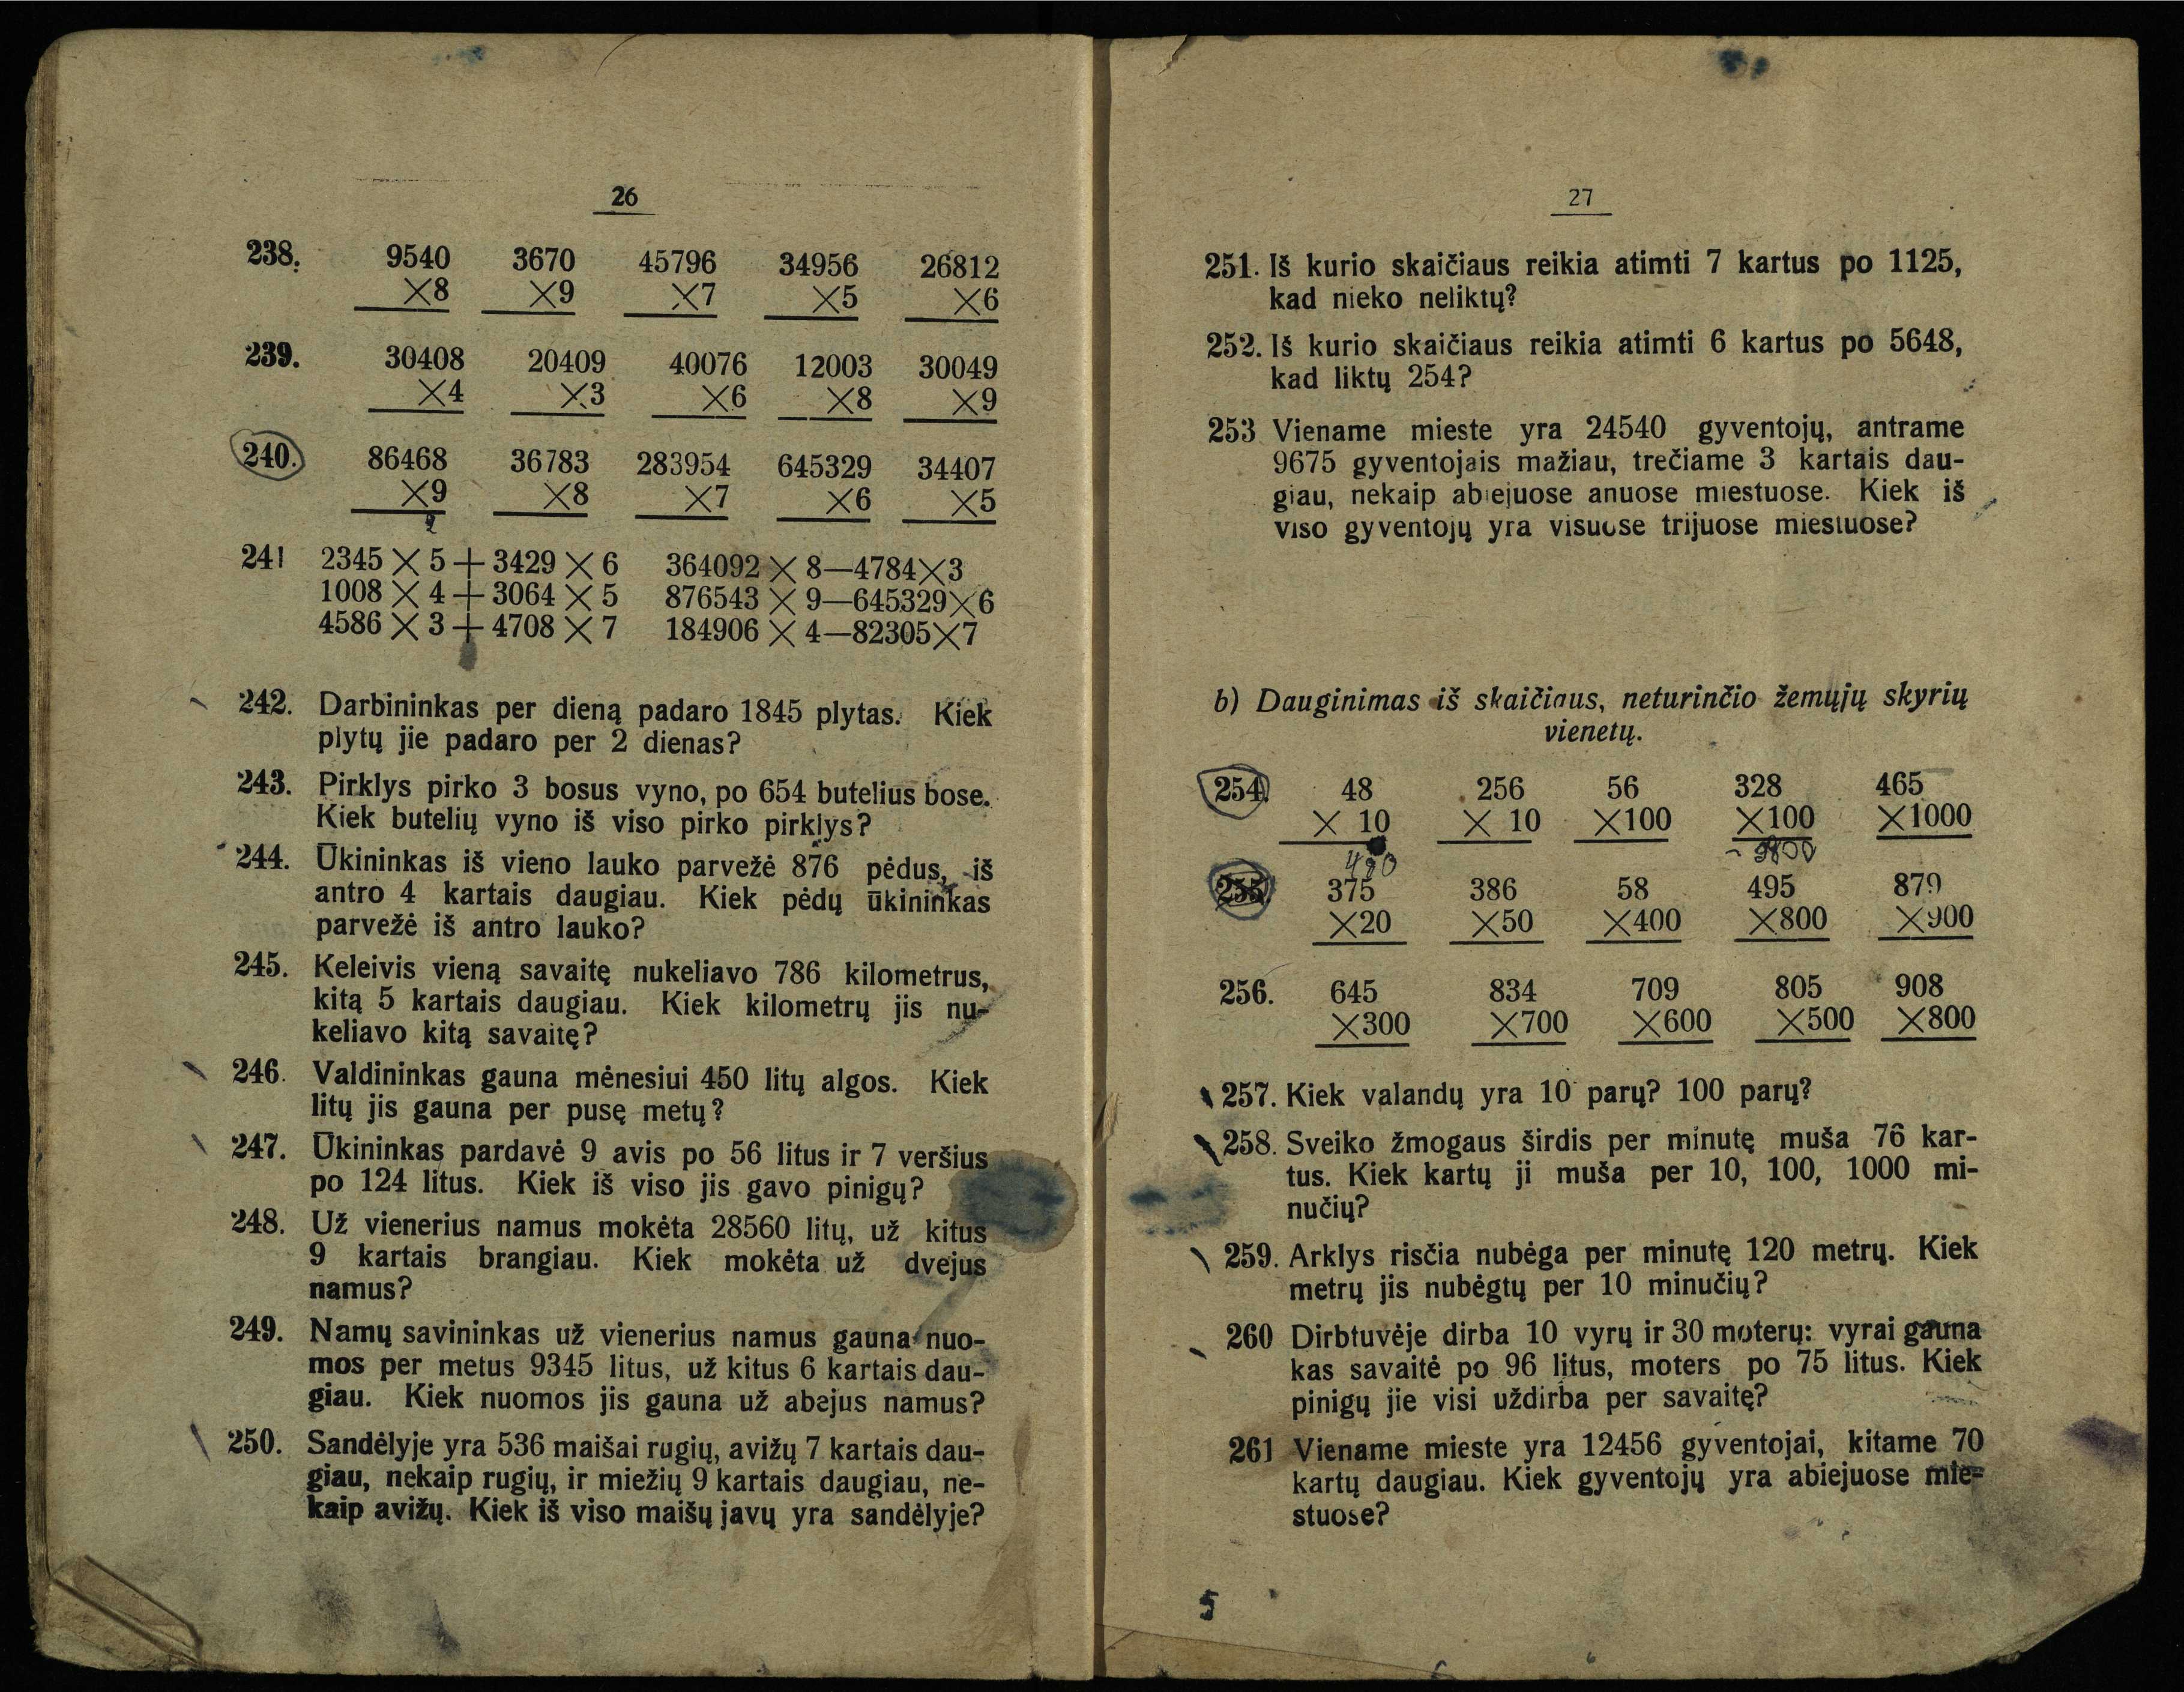 26
238. 9540 3670 45796 34956 26812
×8 ×9 ×7 ×5 ×6
239. 30408 20409 40076 12003 30049
×4 ×3 ×6 ×8 ×9
240. 86468 36783 283954 645329 34407
×9 ×8 ×7 ×6 ×5
241 2345 × 5 + 3429 × 6 364092 × 8—4784×3
1008 × 4 + 3064 × 5 876543 × 9—645329×6
4586 × 3 + 4708 × 7 184906 × 4—82305×7
242. Darbininkas per dieną padaro 1845 plytas. Kiek
plytų jie padaro per 2 dienas?
243. Pirklys pirko 3 bosus vyno, po 654 butelius bose.
Kiek butelių vyno iš viso pirko pirklys?
244. Ūkininkas iš vieno lauko parvežė 876 pėdus, iš
antro 4 kartais daugiau. Kiek pėdų ūkininkas
parvežė iš antro lauko?
245. Keleivis vieną savaitę nukeliavo 786 kilometrus,
kitą 5 kartais daugiau. Kiek kilometrų jis nu-
keliavo kitą savaitę?
246. Valdininkas gauna mėnesiui 450 litų algos. Kiek
litų jis gauna per pusę metų?
247. Ūkininkas pardavė 9 avis po 56 litus ir 7 veršius
po 124 litus. Kiek iš viso jis gavo pinigų?
248. Už vienerius namus mokėta 28560 litų, už kitus
9 kartais brangiau. Kiek mokėta už dvejus
namus?
249. Namų savininkas už vienerius namus gauna nuo-
mos per metus 9345 litus, už kitus 6 kartais dau-
giau. Kiek nuomos jis gauna už abejus namus?
250. Sandėlyje yra 536 maišai rugių, avižų 7 kartais dau-
giau, nekaip rugių, ir miežių 9 kartais daugiau, ne-
kaip avižų. Kiek iš viso maišų javų yra sandėlyje?
27
251. Iš kurio skaičiaus reikia atimti 7 kartus po 1125,
kad nieko neliktų?
252. Iš kurio skaičiaus reikia atimti 6 kartus po 5648,
kad liktų 254?
253 Viename mieste yra 24540 gyventojų, antrame
9675 gyventojais mažiau, trečiame 3 kartais dau-
giau, nekaip abiejuose anuose miestuose. Kiek iš
viso gyventojų yra visuose trijuose miestuose?
b) Dauginimas iš skaičiaus, neturinčio žemųjų skyrių
vienetų.
254. 48 256 56 328 465
× 10 × 10 ×100 ×100 ×1000
480
255. 375 386 58 495 879
×20 ×50 ×400 ×800 ×900
256. 645 834 709 805 908
×300 ×700 ×600 ×500 ×800
257. Kiek valandų yra 10 parų? 100 parų?
258. Sveiko žmogaus širdis per minutę muša 76 kar-
tus. Kiek kartų ji muša per 10, 100, 1000 mi-
nučių?
259. Arklys risčia nubėga per minutę 120 metrų. Kiek
metrų jis nubėgtų per 10 minučių?
260 Dirbtuvėje dirba 10 vyrų ir 30 moterų: vyrai gauna
kas savaitė po 96 litus, moters po 75 litus. Kiek
pinigų jie visi uždirba per savaitę?
261 Viename mieste yra 12456 gyventojai, kitame 70
kartų daugiau. Kiek gyventojų yra abiejuose mie-
stuose?
5